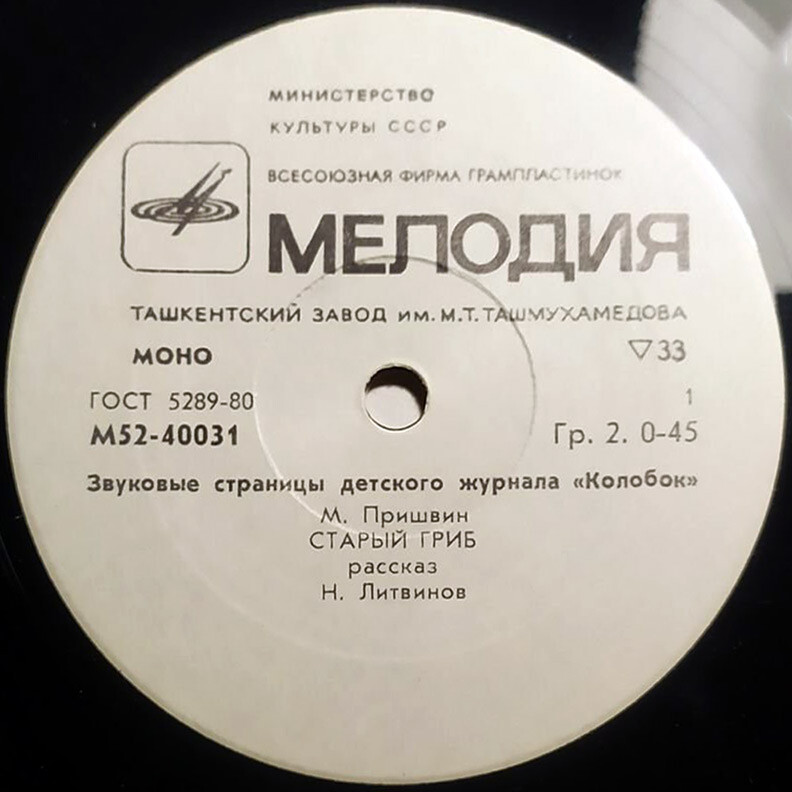 МИНИСТЕРСТВО
КУЛЬТУРЫ СССР
ВСЕСОЮЗНАЯ ФИРМА ГРАМПЛАСТИНОК
МЕЛОДИЯ
ТАШКЕНТСКИЙ ЗАВОД ИМ. М.Т. ТАШМУХАМЕДОВА
МОНО ▽33
ГОСТ 5289-80 1
М52-40031 Гр. 2. 0-45
Звуковые страницы детского журнала «Колобок»
М. Пришвин
СТАРЫЙ ГРИБ
рассказ
Н. Литвинов